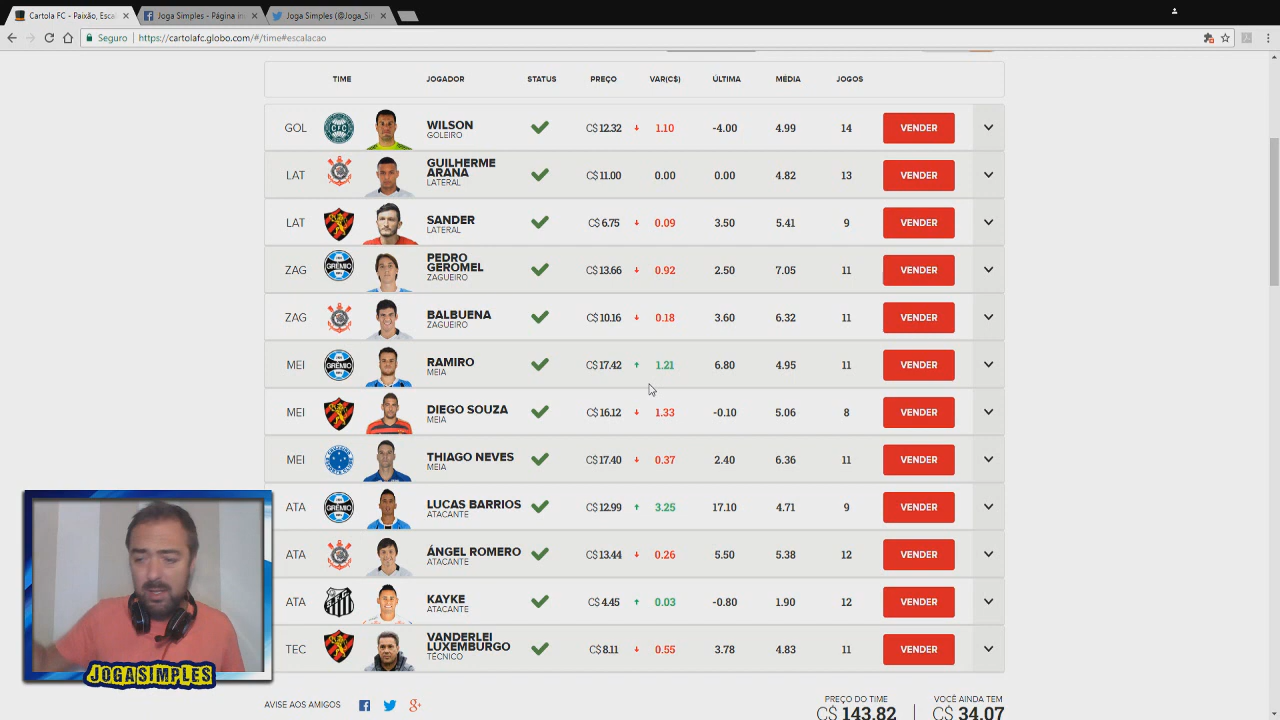 Cartola FC - Paixão, Esca
Joga Simples - Página in
Joga Simples (@Joga_Sim
Seguro
https://cartolafc.globo.com/#/time#escalacao
TIME JOGADOR STATUS PREÇO VAR(C$) ÚLTIMA MÉDIA JOGOS
GOL WILSON GOLEIRO C$ 12.32 1.10 -4.00 4.99 14 VENDER
LAT GUILHERME ARANA LATERAL C$ 11.00 0.00 0.00 4.82 13 VENDER
LAT SANDER LATERAL C$ 6.75 0.09 3.50 5.41 9 VENDER
ZAG PEDRO GEROMEL ZAGUEIRO C$ 13.66 0.92 2.50 7.05 11 VENDER
ZAG BALBUENA ZAGUEIRO C$ 10.16 0.18 3.60 6.32 11 VENDER
MEI RAMIRO MEIA C$ 17.42 1.21 6.80 4.95 11 VENDER
MEI DIEGO SOUZA MEIA C$ 16.12 1.33 -0.10 5.06 8 VENDER
MEI THIAGO NEVES MEIA C$ 17.40 0.37 2.40 6.36 11 VENDER
ATA LUCAS BARRIOS ATACANTE C$ 12.99 3.25 17.10 4.71 9 VENDER
ATA ÁNGEL ROMERO ATACANTE C$ 13.44 0.26 5.50 5.38 12 VENDER
ATA KAYKE ATACANTE C$ 4.45 0.03 -0.80 1.90 12 VENDER
TEC VANDERLEI LUXEMBURGO TÉCNICO C$ 8.11 0.55 3.78 4.83 11 VENDER
JOGA SIMPLES
AVISE AOS AMIGOS
PREÇO DO TIME VOCÊ AINDA TEM
C$ 143.82 C$ 34.07